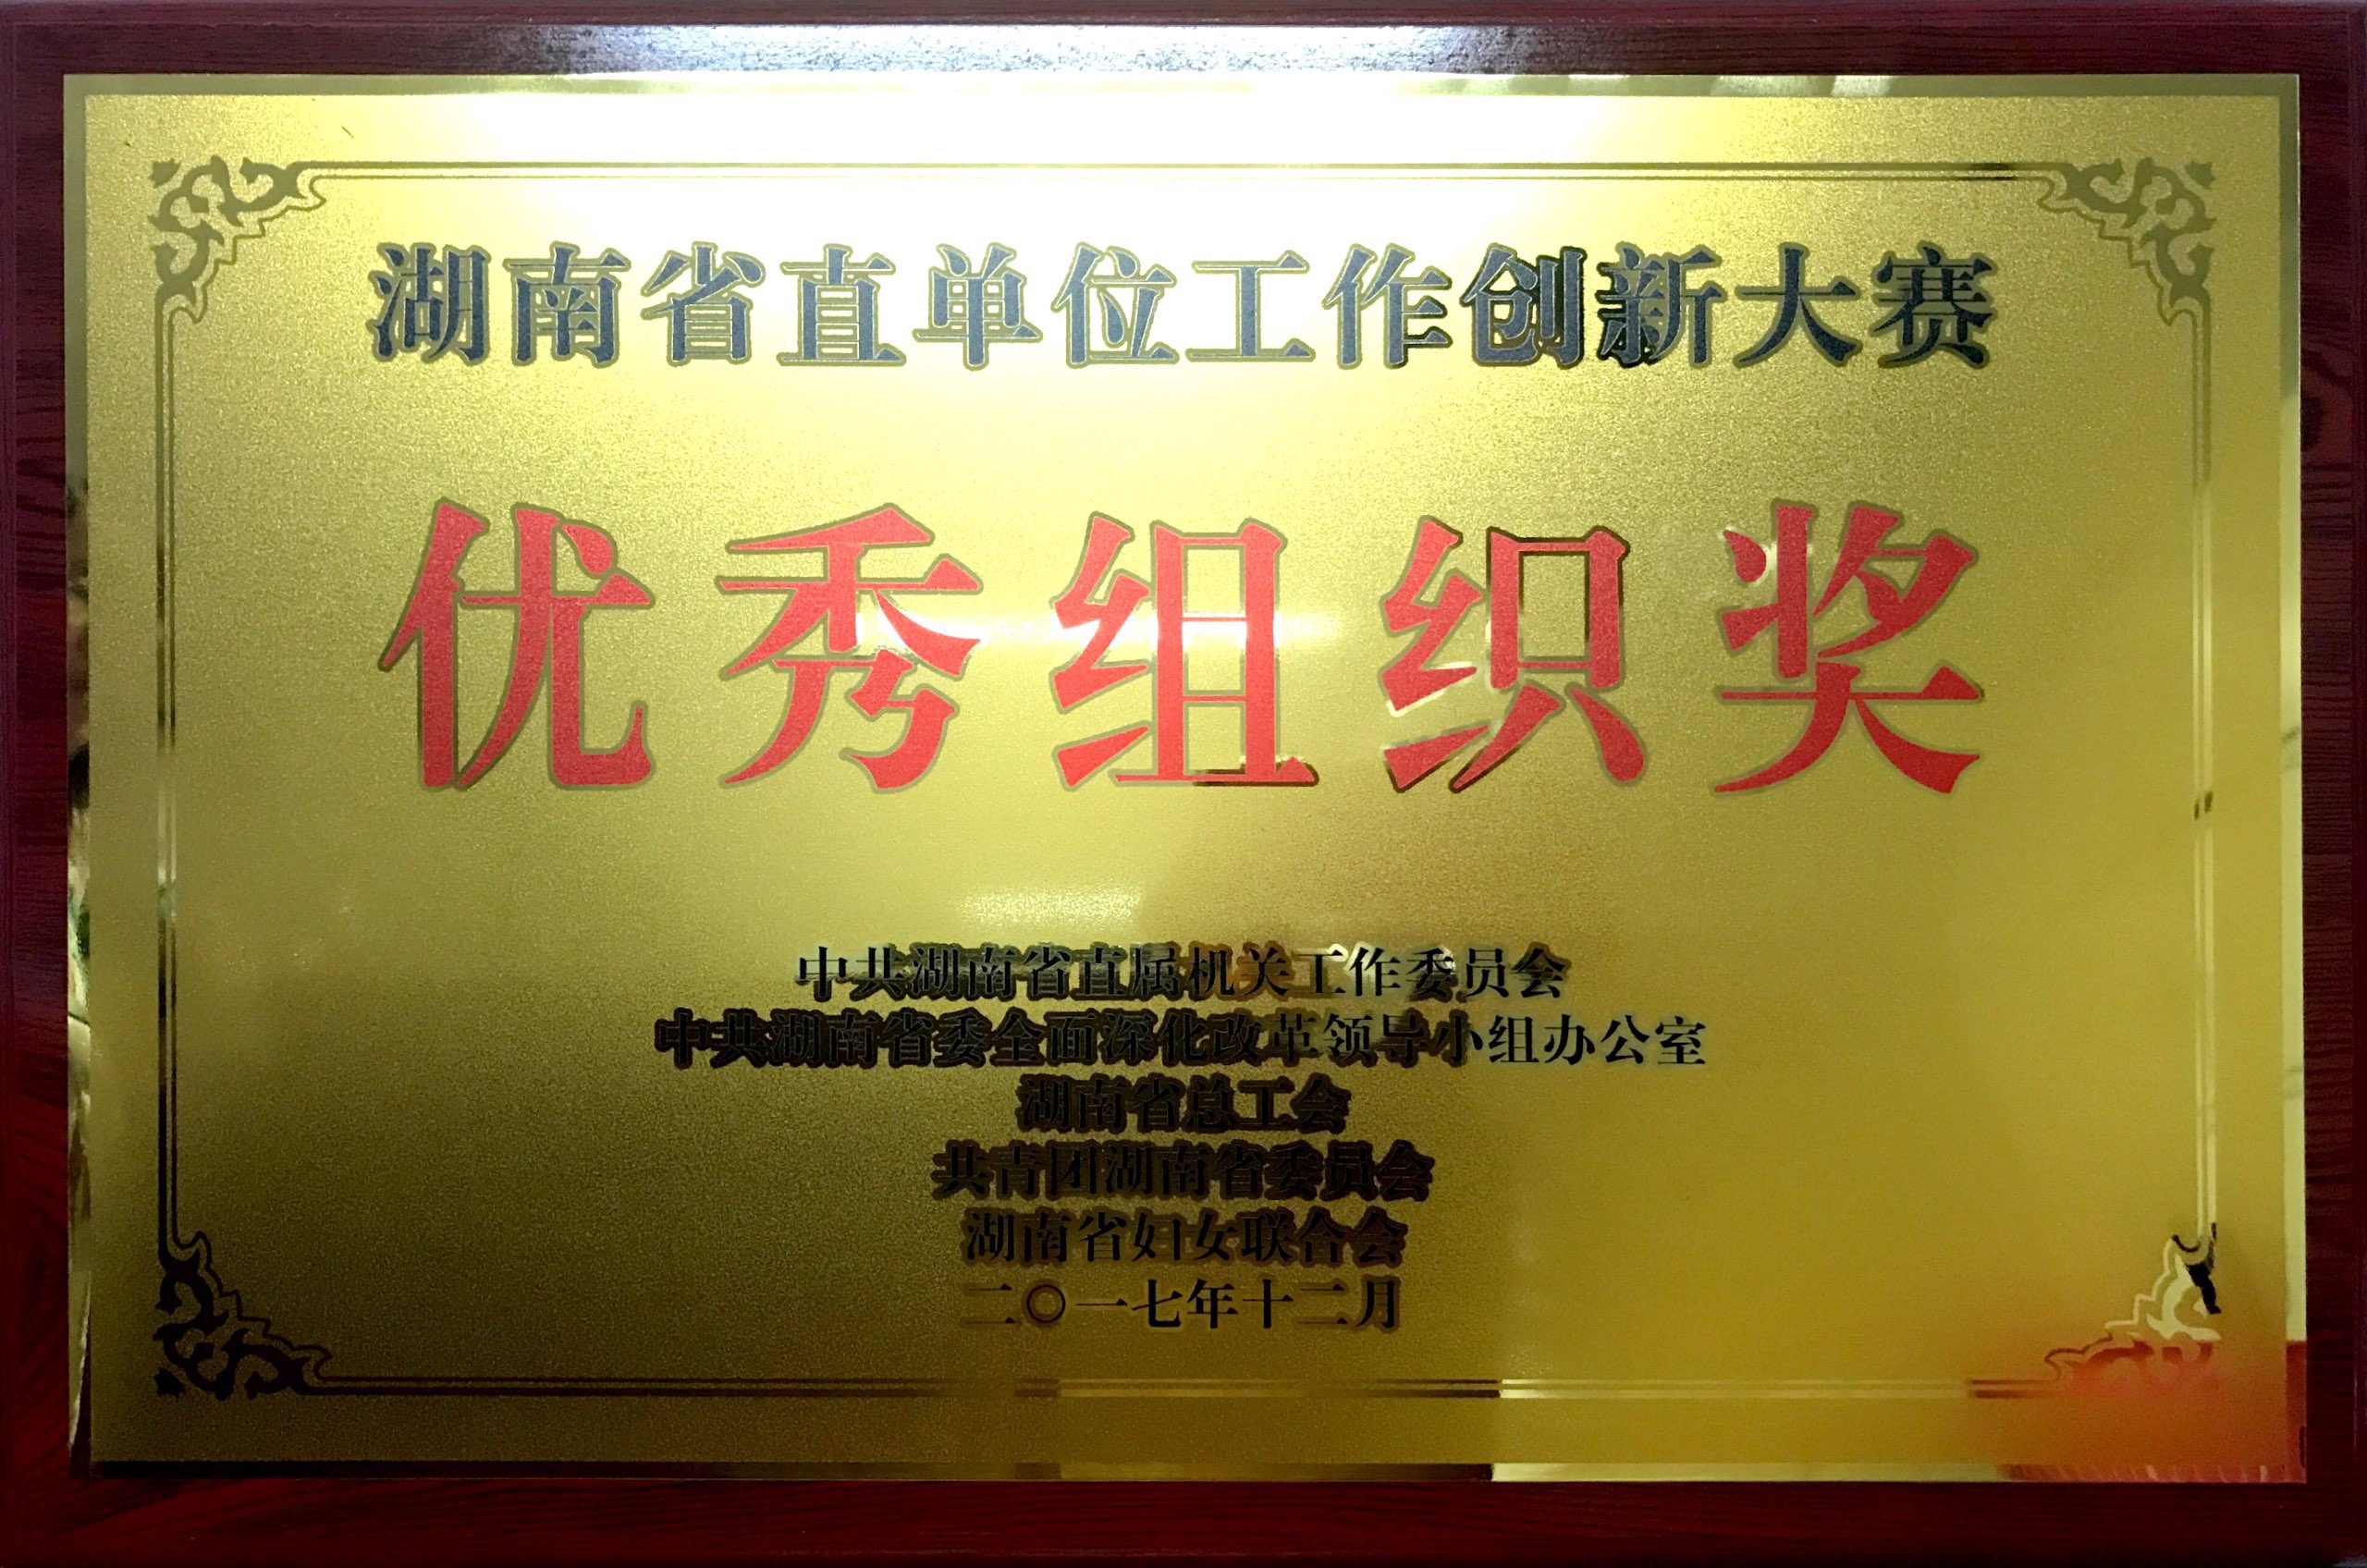 湖南省直单位工作创新大赛
优秀组织奖
中共湖南省直属机关工作委员会
中共湖南省委全面深化改革领导小组办公室
湖南省总工会
共青团湖南省委员会
湖南省妇女联合会
二〇一七年十二月